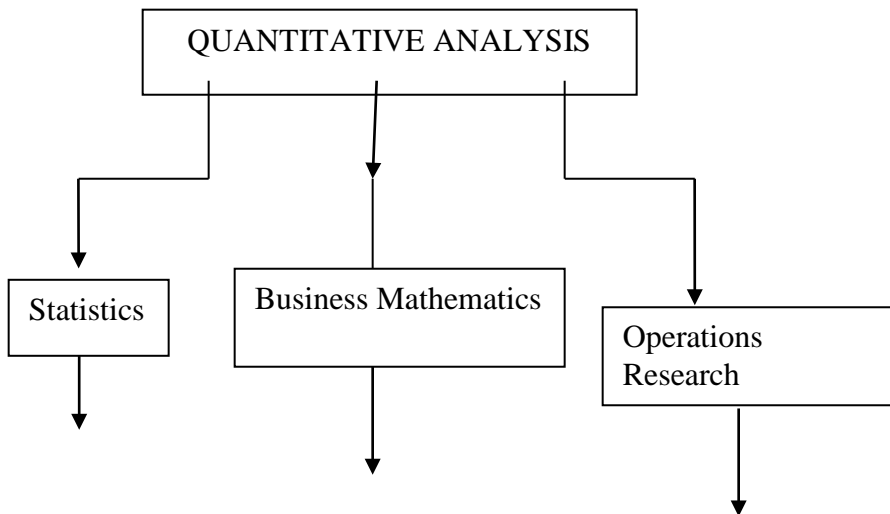 QUANTITATIVE ANALYSIS
Statistics
Business Mathematics
Operations
Research